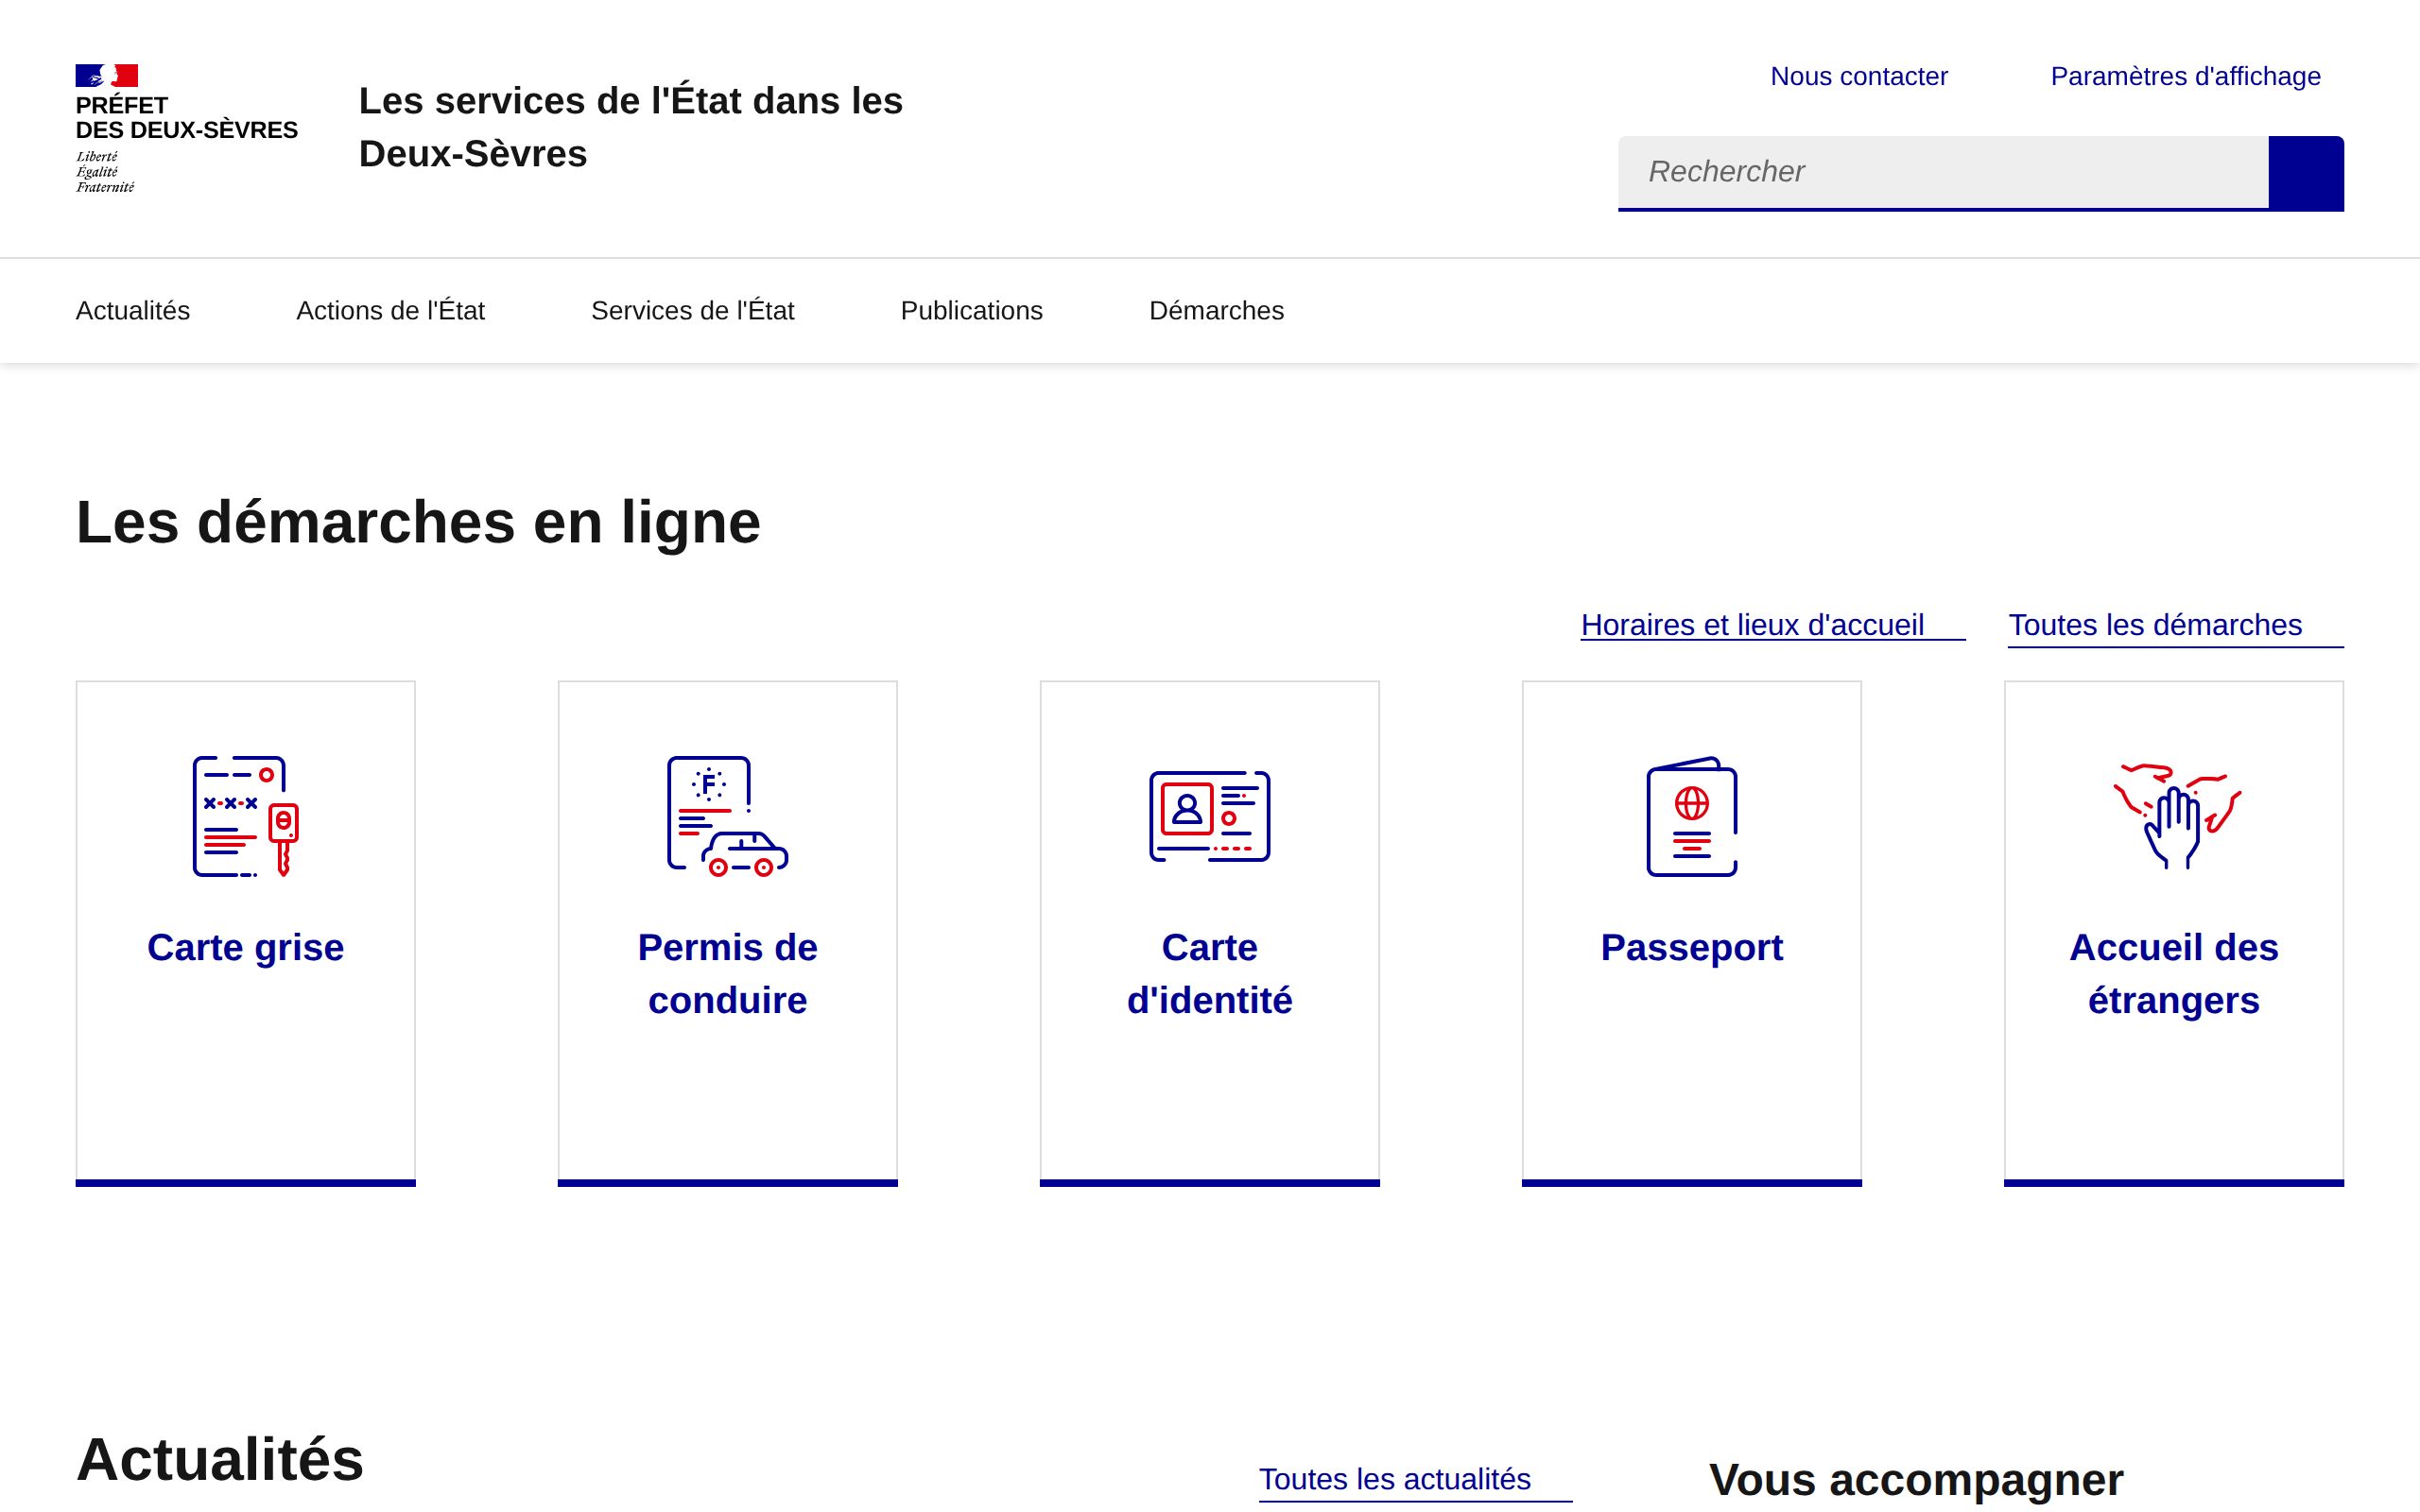 PRÉFET
DES DEUX-SÈVRES
Liberté
Égalité
Fraternité
Les services de l'État dans les
Deux-Sèvres
Nous contacter
Paramètres d'affichage
Rechercher
Actualités
Actions de l'État
Services de l'État
Publications
Démarches
Les démarches en ligne
Horaires et lieux d'accueil
Toutes les démarches
Carte grise
F
Permis de
conduire
Carte
d'identité
Passeport
Accueil des
étrangers
Actualités
Toutes les actualités
Vous accompagner